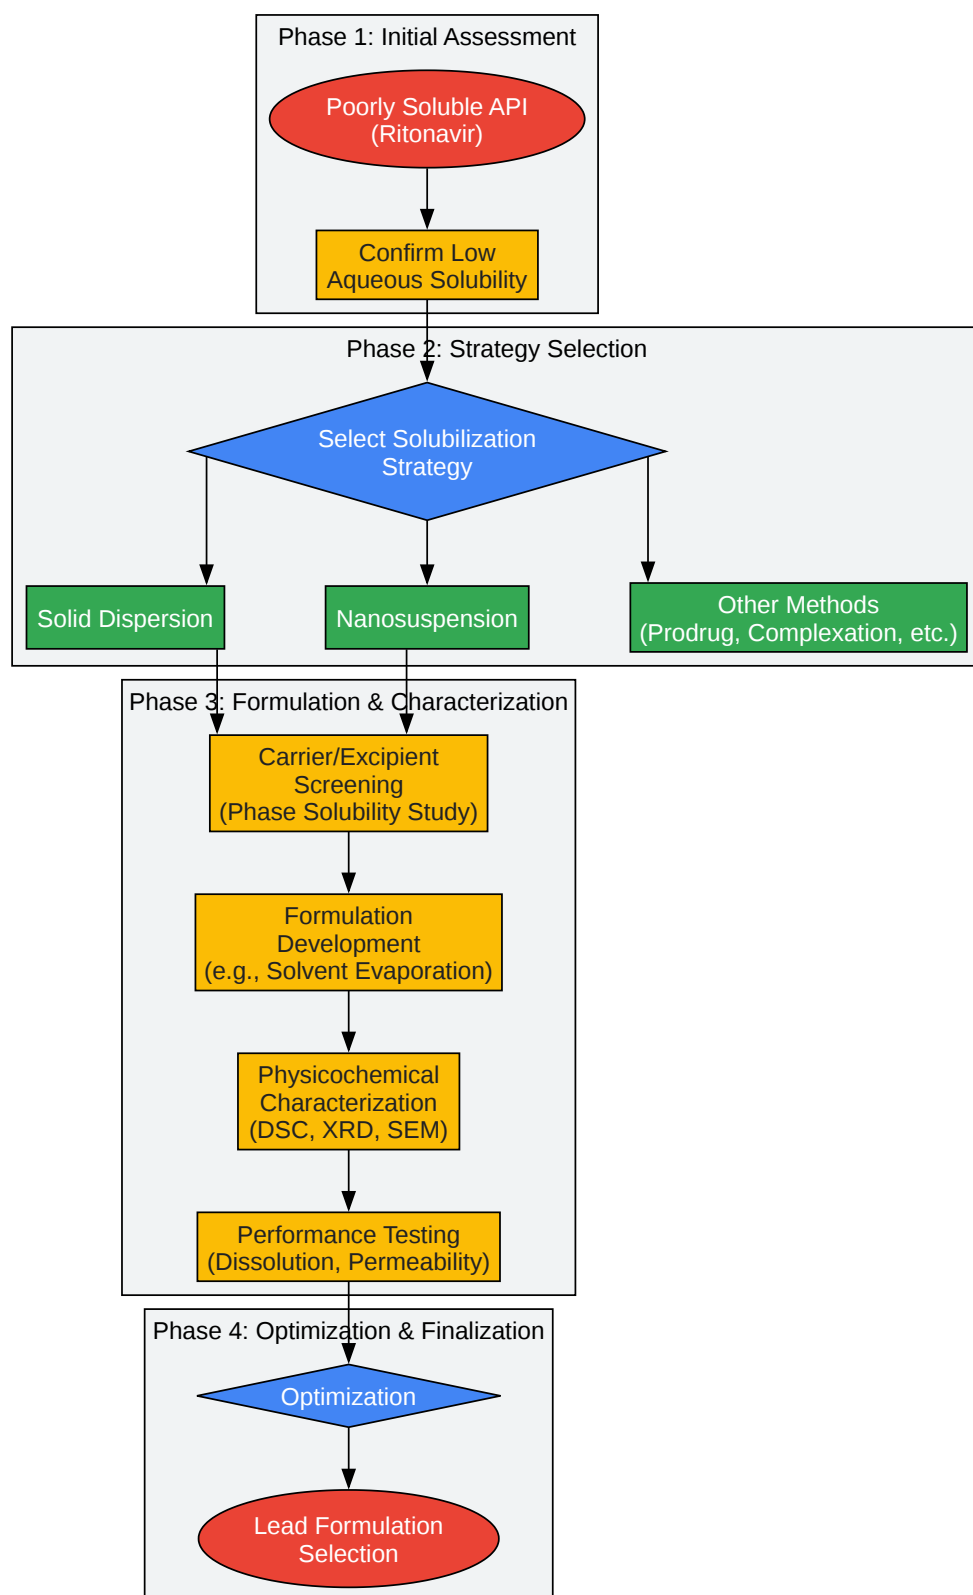 Phase 1: Initial Assessment
Poorly Soluble API
(Ritonavir)
Confirm Low
Aqueous Solubility
Phase 2: Strategy Selection
Select Solubilization
Strategy
Solid Dispersion
Nanosuspension
Other Methods
(Prodrug, Complexation, etc.)
Phase 3: Formulation & Characterization
Carrier/Excipient
Screening
(Phase Solubility Study)
Formulation
Development
(e.g., Solvent Evaporation)
Physicochemical
Characterization
(DSC, XRD, SEM)
Performance Testing
(Dissolution, Permeability)
Phase 4: Optimization & Finalization
Optimization
Lead Formulation
Selection